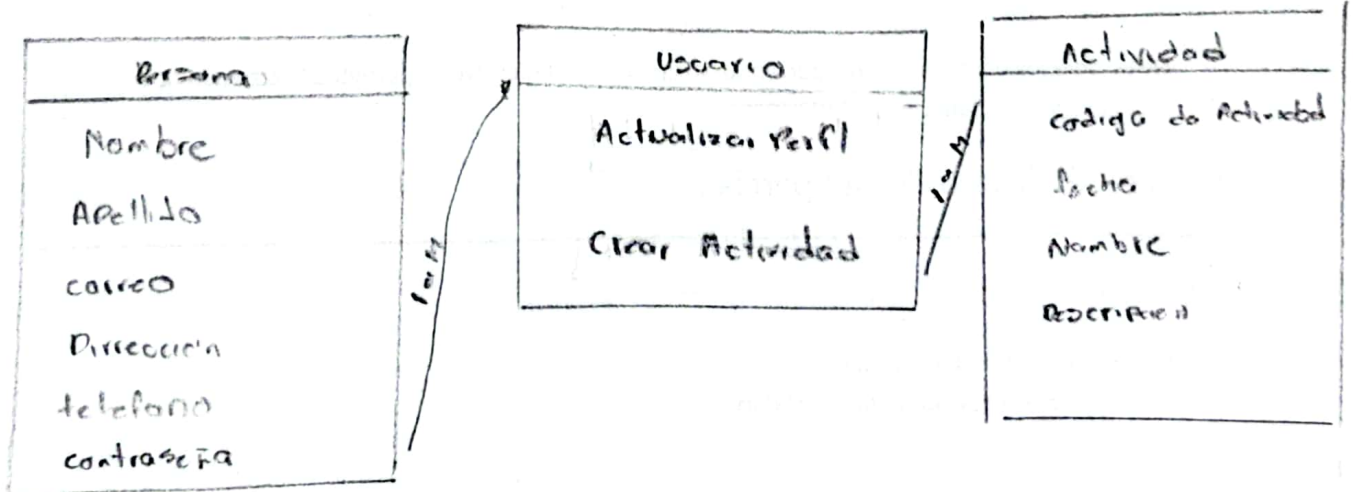 Persona
Nombre
Apellido
correo
Dirrección
telefono
contraseña
1 a M
Usuario
Actualizar Perfil
Crear Actividad
1 a M
Actividad
codigo de Actividad
fecha
Nombre
Descripcion